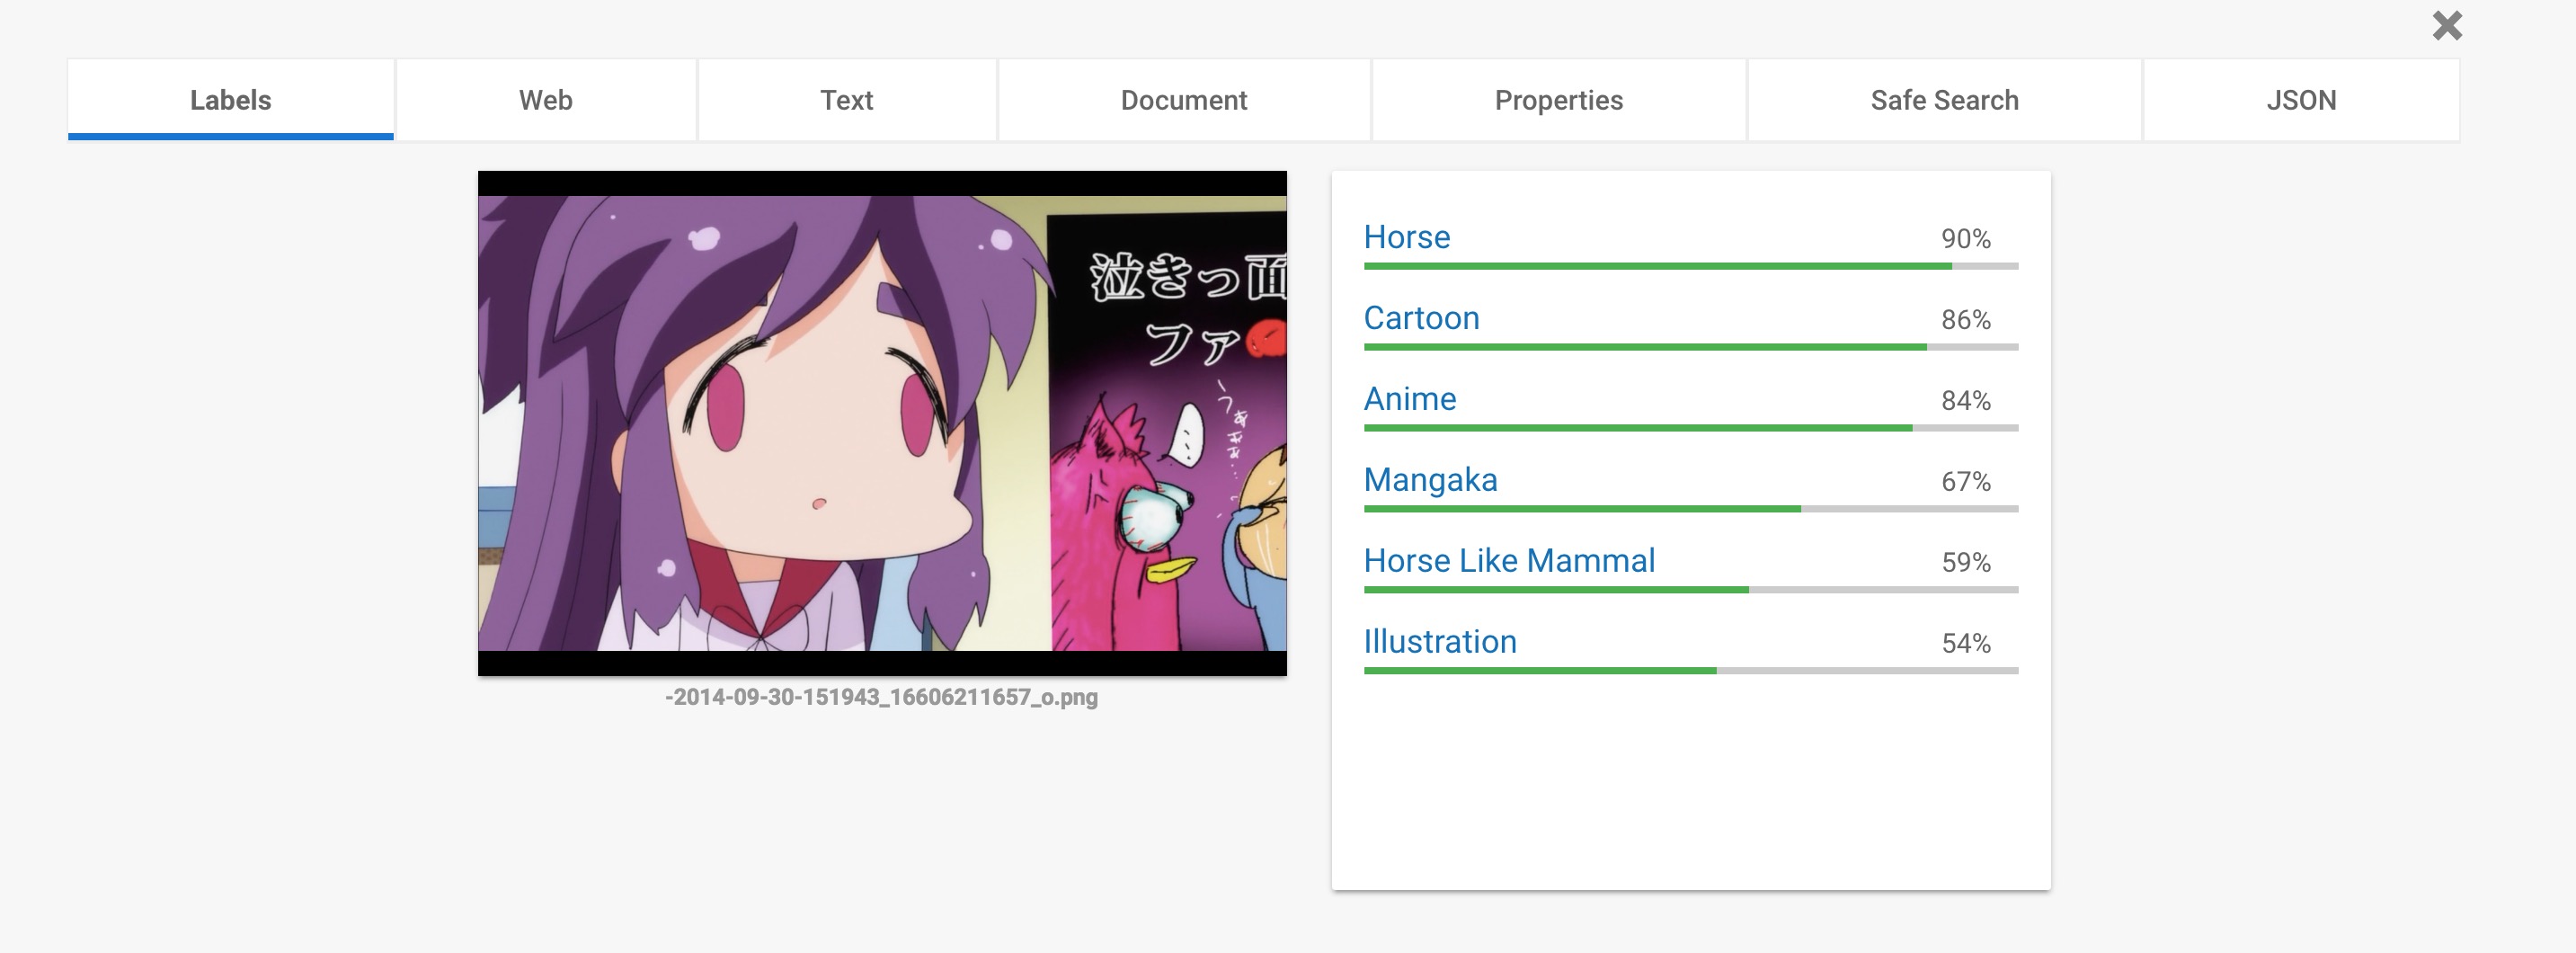 Labels
Web
Text
Document
Properties
Safe Search
JSON
泣きっ面
ファ
-2014-09-30-151943_16606211657_o.png
Horse 90%
Cartoon 86%
Anime 84%
Mangaka 67%
Horse Like Mammal 59%
Illustration 54%